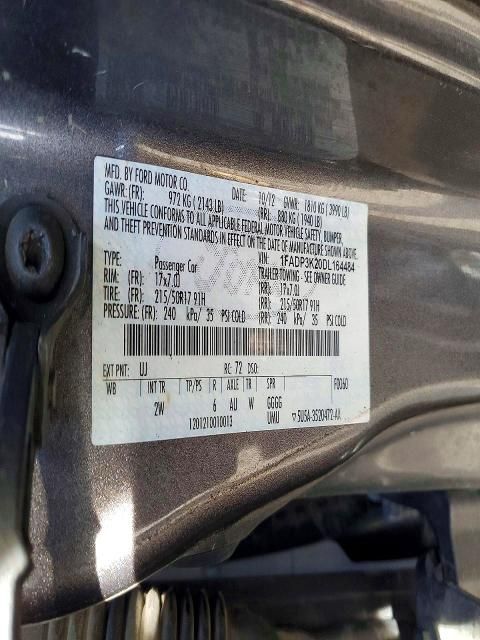 MFD. BY FORD MOTOR CO.
DATE: 10/12 GVWR: 1810 KG ( 3990 LB)
GAWR: (FR): 972 KG ( 2143 LB) (RR): 880 KG ( 1940 LB)
THIS VEHICLE CONFORMS TO ALL APPLICABLE FEDERAL MOTOR VEHICLE SAFETY, BUMPER,
AND THEFT PREVENTION STANDARDS IN EFFECT ON THE DATE OF MANUFACTURE SHOWN ABOVE.
VIN: 1FADP3K20DL164484
TYPE: Passenger Car TRAILER TOWING - SEE OWNER GUIDE
RIM: (FR) : 17x7.0J (RR): 17x7.0J
TIRE: (FR) : 215/50R17 91H (RR): 215/50R17 91H
PRESSURE: (FR) : 240 kPa/ 35 PSI COLD (RR): 240 kPa/ 35 PSI COLD
EXT PNT: UJ RC: 72 DSO: F0060
WB INT TR TP/PS R AXLE TR SPR
2W 6 AU W GGGG
UMU
1201210010013 5U5A-3520472-AA